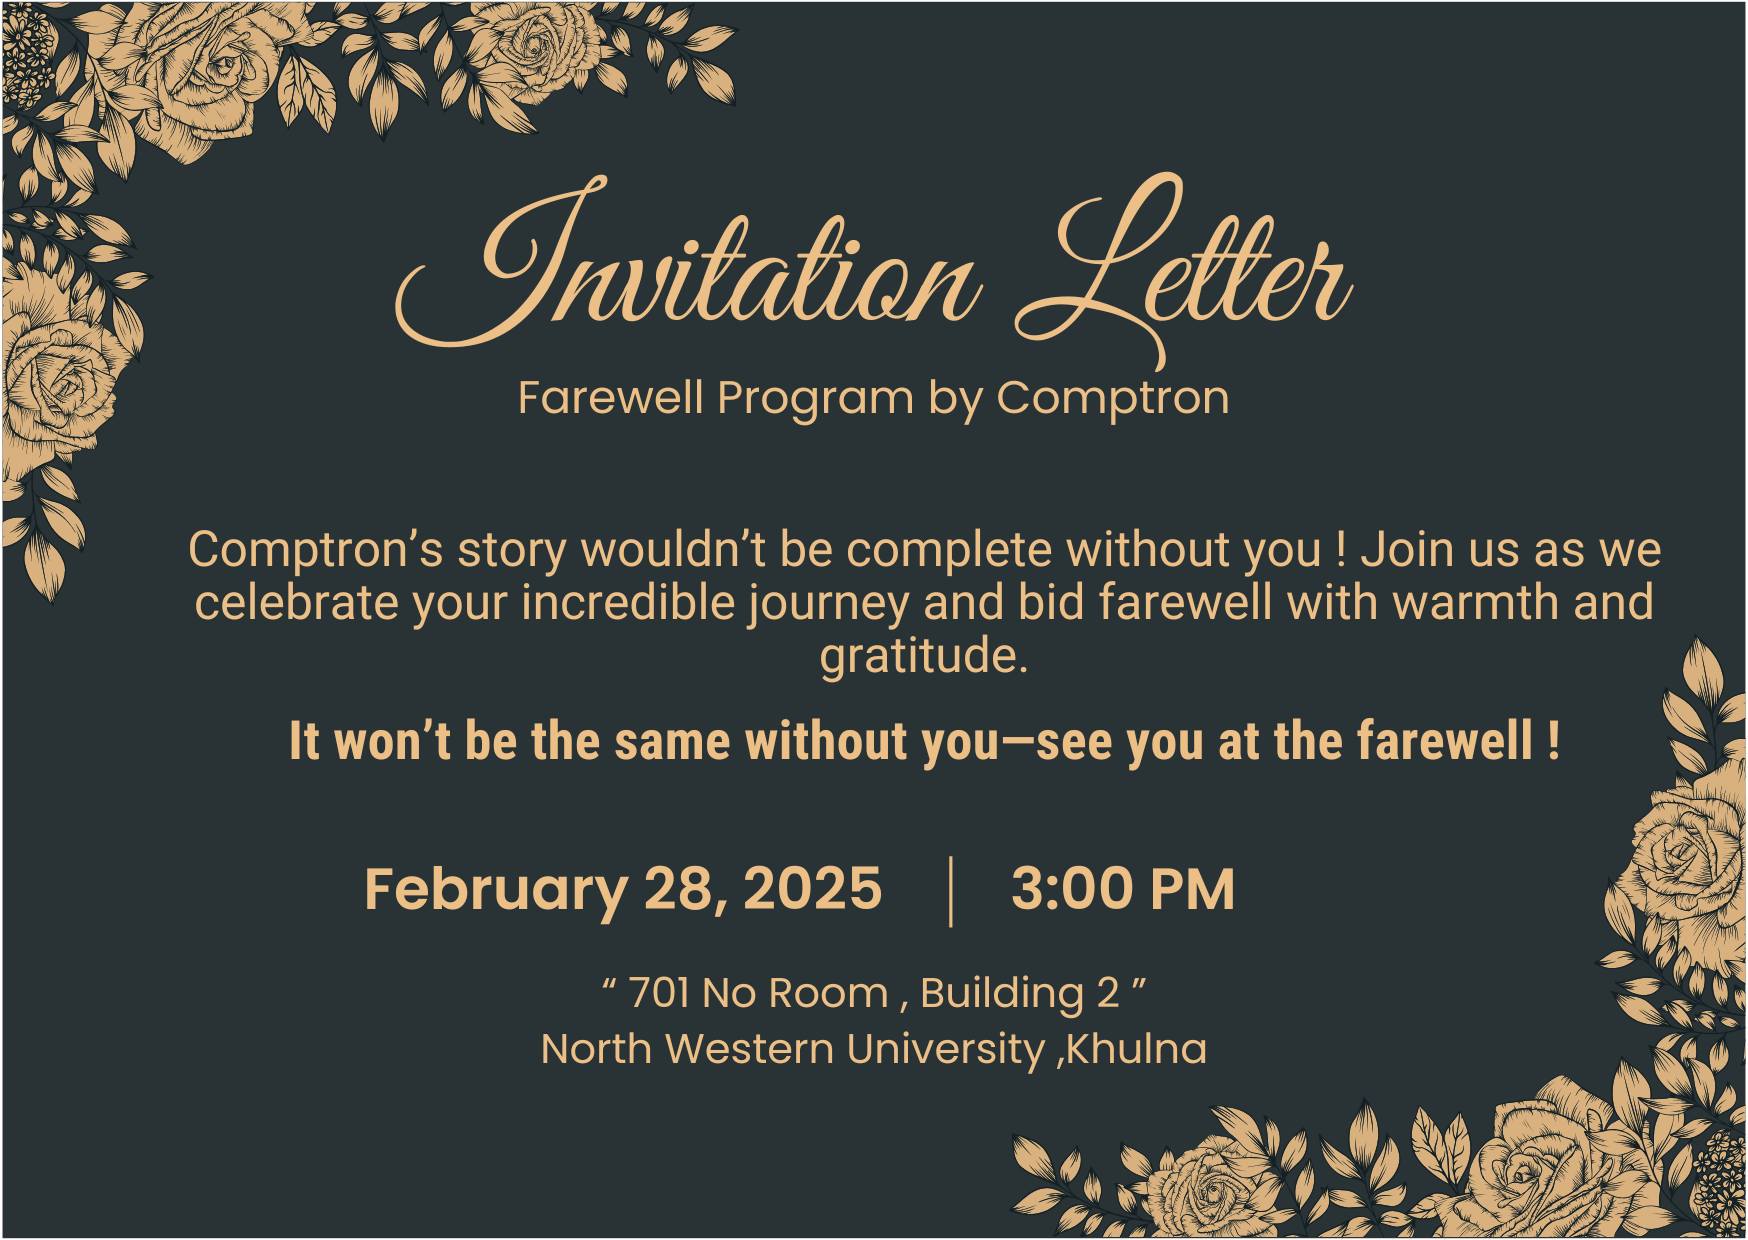 Invitation Letter
Farewell Program by Comptron
Comptron’s story wouldn’t be complete without you ! Join us as we
celebrate your incredible journey and bid farewell with warmth and
gratitude.
It won’t be the same without you—see you at the farewell !
February 28, 2025 | 3:00 PM
“ 701 No Room , Building 2 ”
North Western University ,Khulna